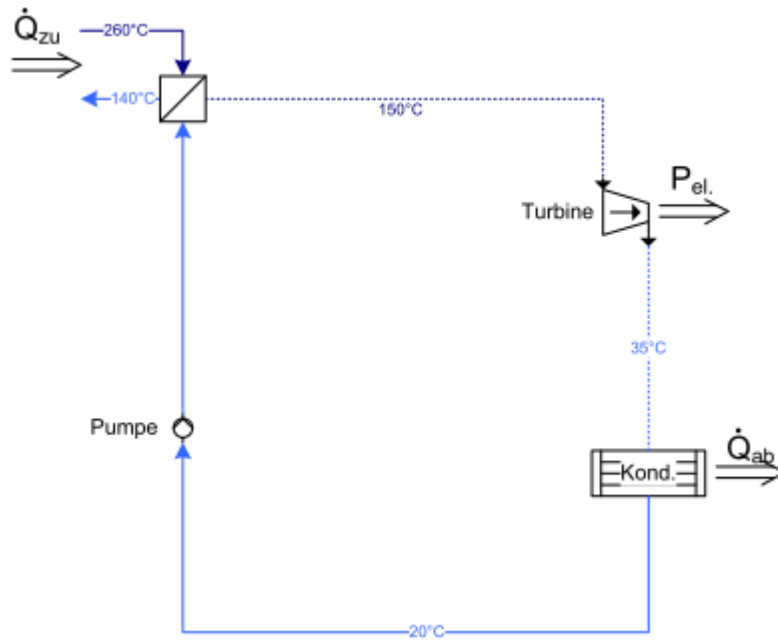 Q̇zu
260°C
140°C
150°C
Turbine
Pel.
35°C
Pumpe
Kond.
Q̇ab
20°C